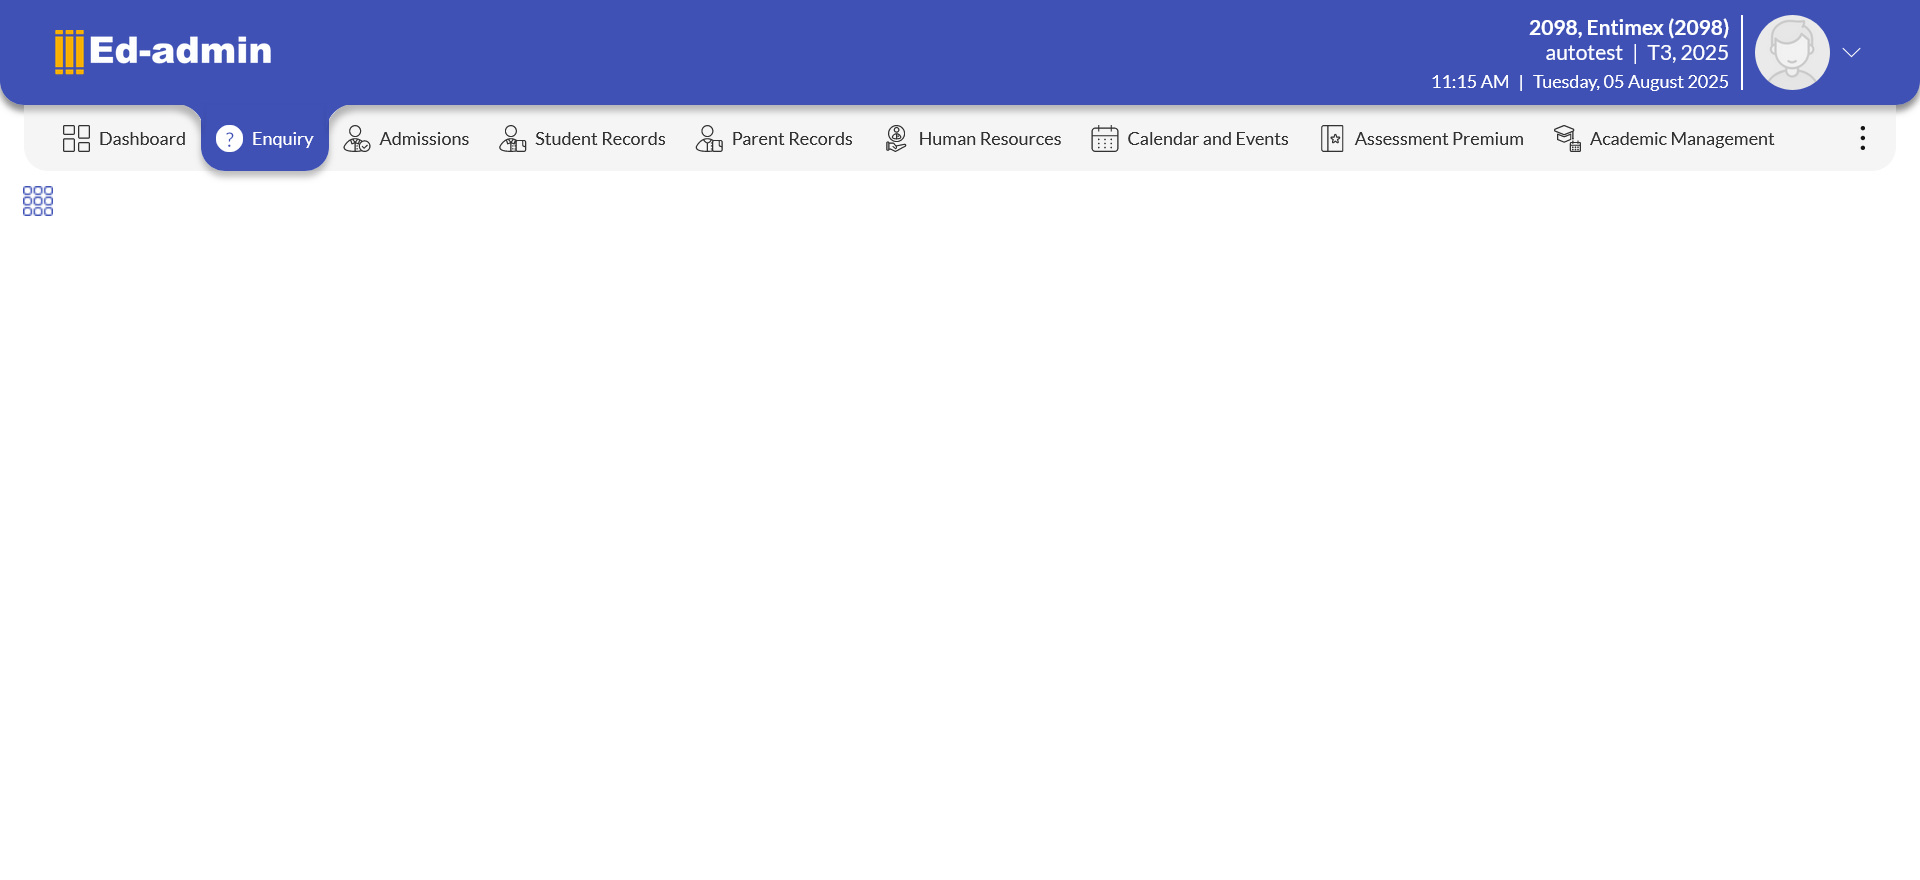 Ed-admin
2098, Entimex (2098)
autotest | T3, 2025
11:15 AM | Tuesday, 05 August 2025
Dashboard ? Enquiry Admissions Student Records Parent Records Human Resources Calendar and Events Assessment Premium Academic Management